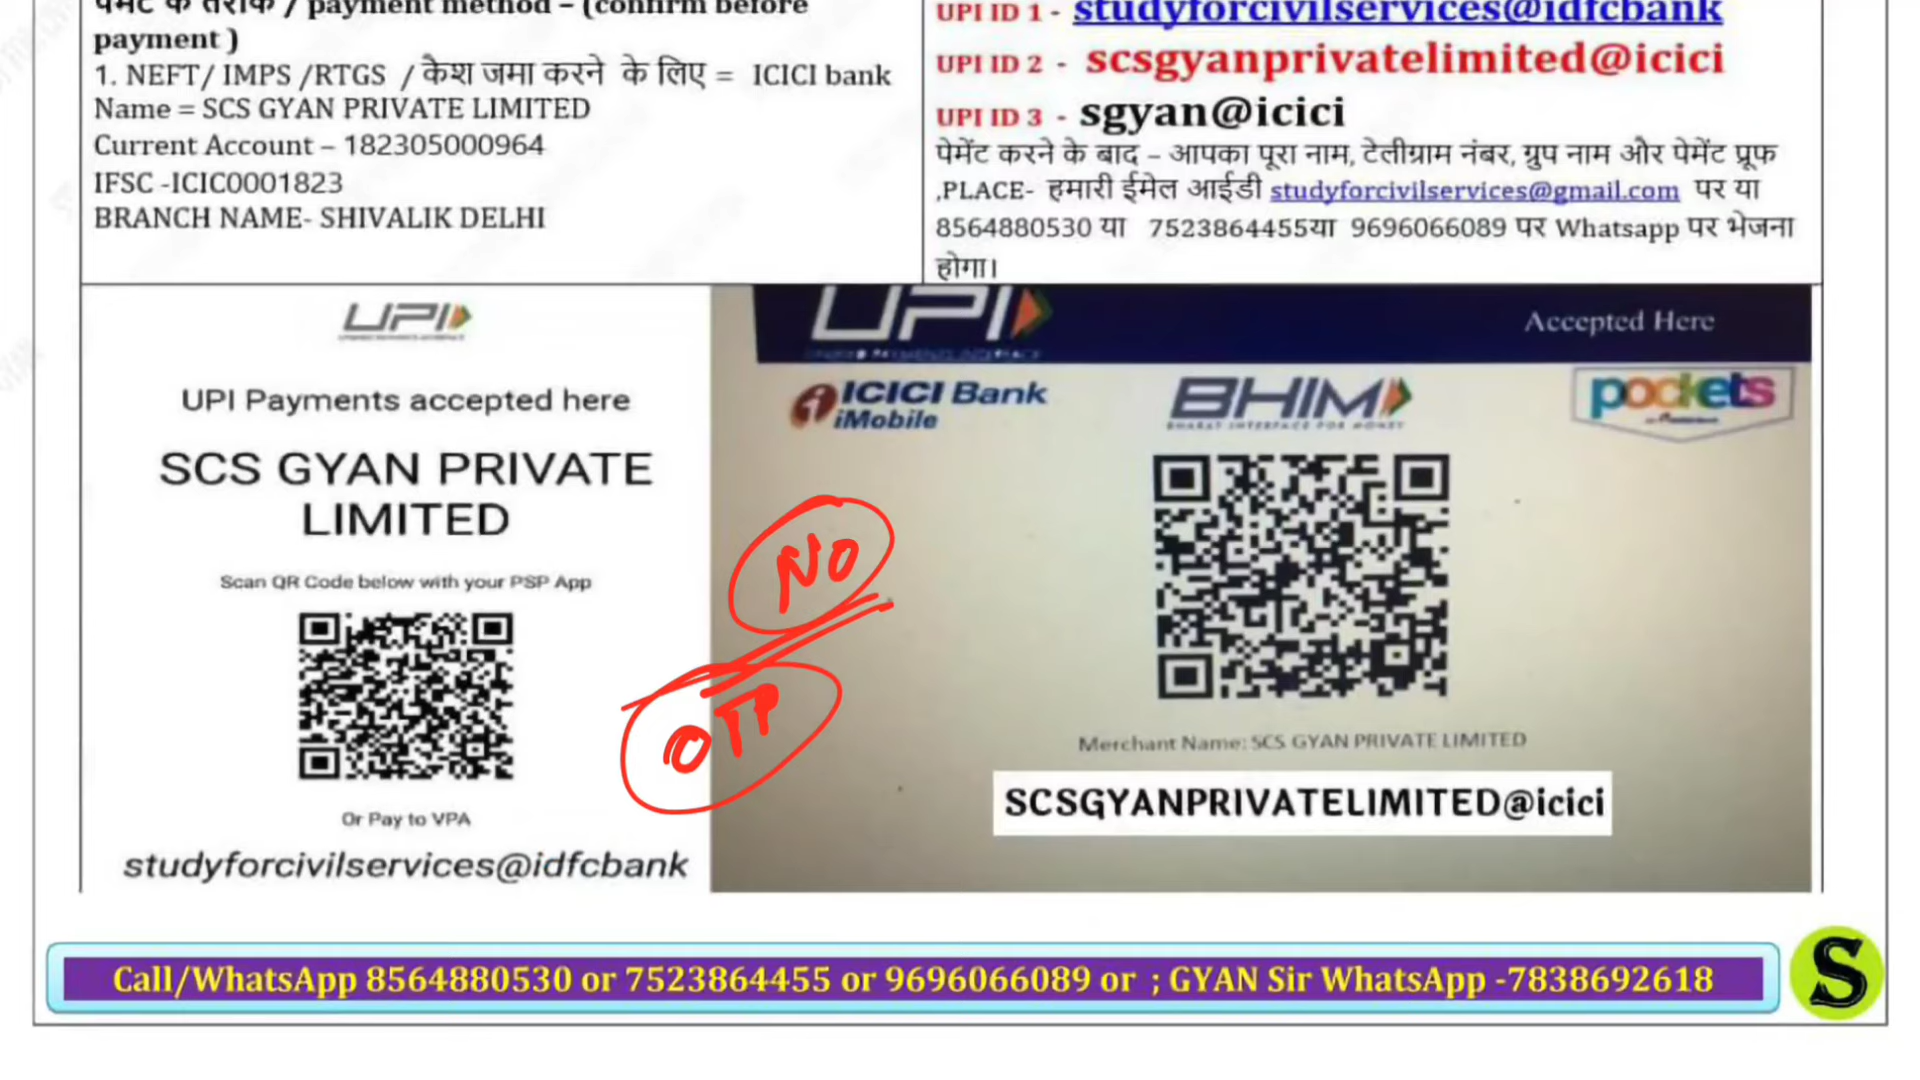 पेमेंट के तरीके / payment method – (confirm before
payment )
1. NEFT/ IMPS /RTGS / कैश जमा करने के लिए = ICICI bank
Name = SCS GYAN PRIVATE LIMITED
Current Account – 182305000964
IFSC -ICIC0001823
BRANCH NAME- SHIVALIK DELHI
UPI ID 1 - studyforcivilservices@idfcbank
UPI ID 2 - scsgyanprivatelimited@icici
UPI ID 3 - sgyan@icici
पेमेंट करने के बाद – आपका पूरा नाम, टेलीग्राम नंबर, ग्रुप नाम और पेमेंट प्रूफ
,PLACE- हमारी ईमेल आईडी studyforcivilservices@gmail.com पर या
8564880530 या 7523864455या 9696066089 पर Whatsapp पर भेजना
होगा।
UPI
UPI Payments accepted here
SCS GYAN PRIVATE
LIMITED
Scan QR Code below with your PSP App
Or Pay to VPA
studyforcivilservices@idfcbank
NO
OTP
UPI
Accepted Here
ICICI Bank
iMobile
BHIM
BHARAT INTERFACE FOR MONEY
pockets
Merchant Name: SCS GYAN PRIVATE LIMITED
SCSGYANPRIVATELIMITED@icici
Call/WhatsApp 8564880530 or 7523864455 or 9696066089 or ; GYAN Sir WhatsApp -7838692618
S